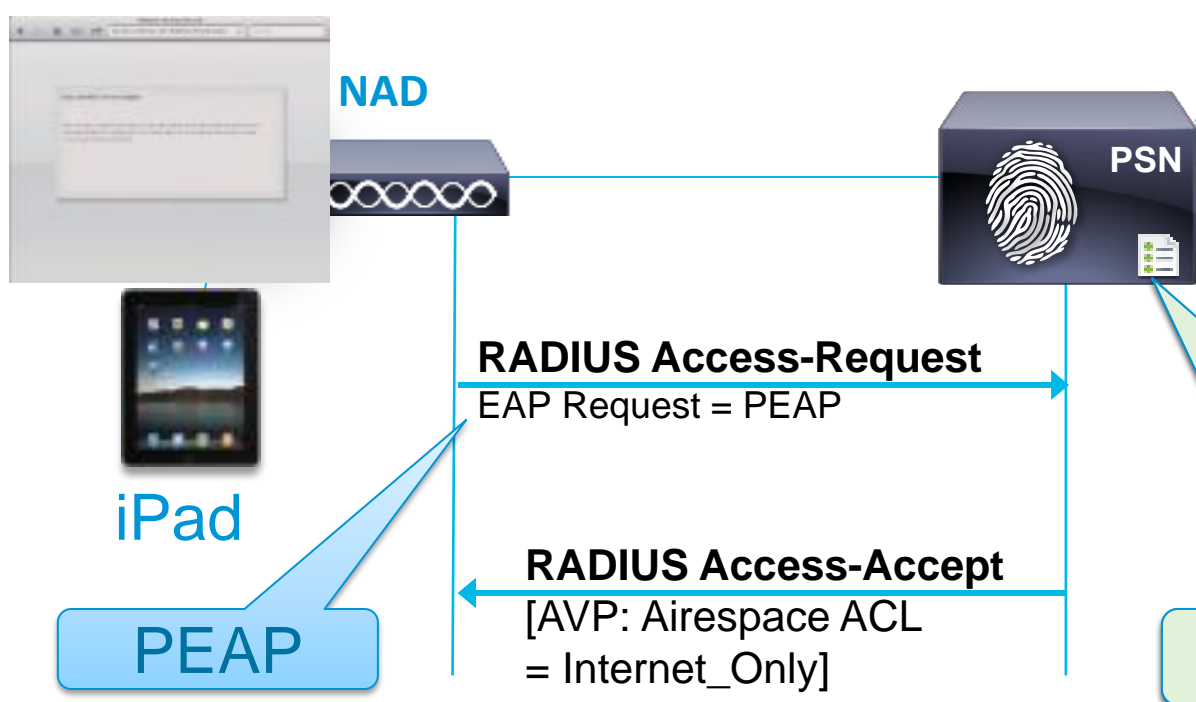 NAD
PSN
RADIUS Access-Request
EAP Request = PEAP
iPad
RADIUS Access-Accept
[AVP: Airespace ACL
= Internet_Only]
PEAP